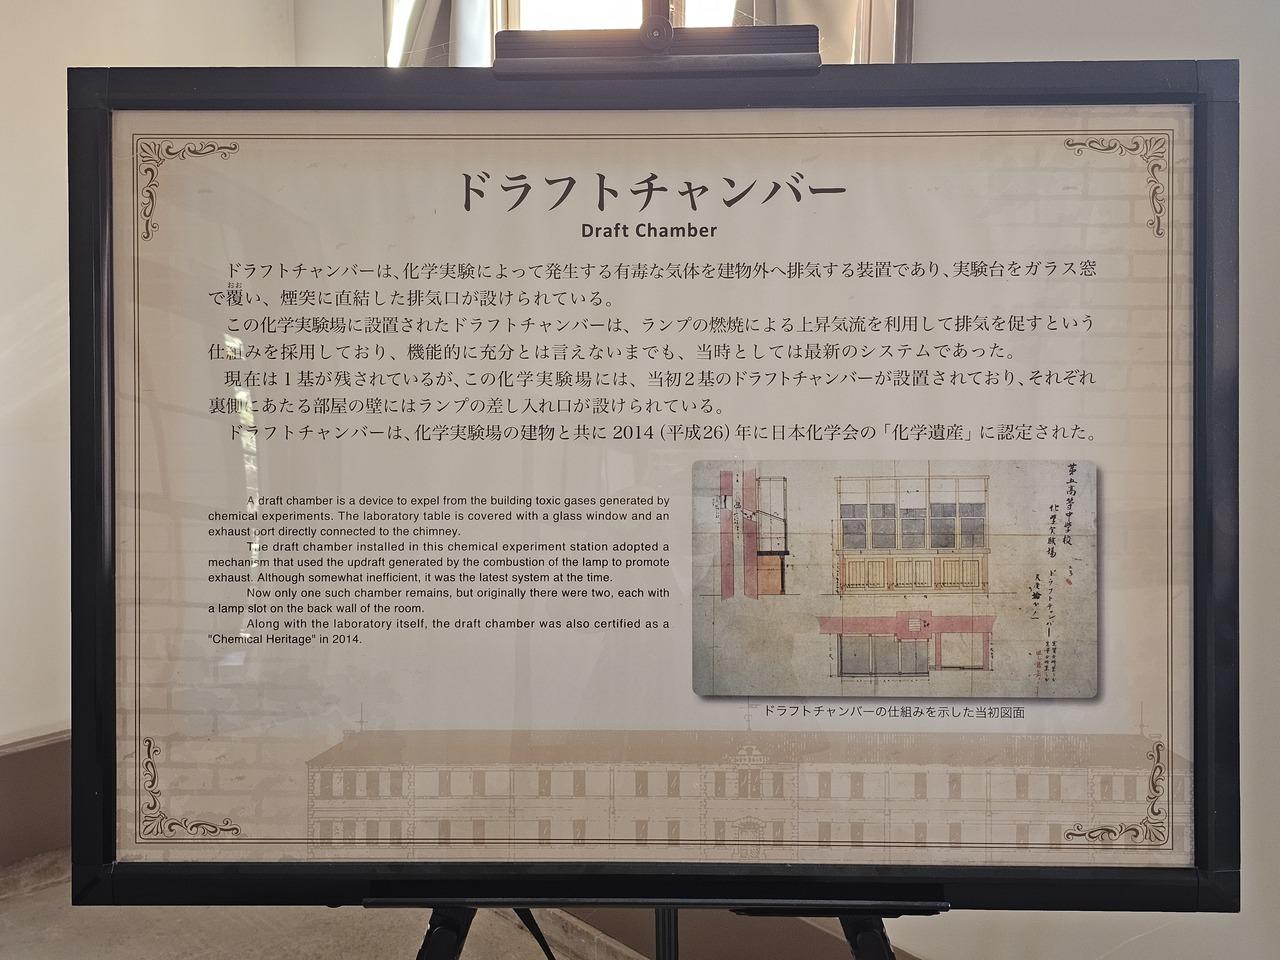 ドラフトチャンバー
Draft Chamber
ドラフトチャンバーは、化学実験によって発生する有毒な気体を建物外へ排気する装置であり、実験台をガラス窓
おお
で覆い、煙突に直結した排気口が設けられている。
この化学実験場に設置されたドラフトチャンバーは、ランプの燃焼による上昇気流を利用して排気を促すという
仕組みを採用しており、機能的に充分とは言えないまでも、当時としては最新のシステムであった。
現在は1基が残されているが、この化学実験場には、当初2基のドラフトチャンバーが設置されており、それぞれ
裏側にあたる部屋の壁にはランプの差し入れ口が設けられている。
ドラフトチャンバーは、化学実験場の建物と共に 2014 (平成26) 年に日本化学会の「化学遺産」に認定された。
A draft chamber is a device to expel from the building toxic gases generated by
chemical experiments. The laboratory table is covered with a glass window and an
exhaust port directly connected to the chimney.
The draft chamber installed in this chemical experiment station adopted a
mechanism that used the updraft generated by the combustion of the lamp to promote
exhaust. Although somewhat inefficient, it was the latest system at the time.
Now only one such chamber remains, but originally there were two, each with
a lamp slot on the back wall of the room.
Along with the laboratory itself, the draft chamber was also certified as a
"Chemical Heritage" in 2014.
第五高等中学校
化学実験場
ドラフトチャンバー
ドラフトチャンバーの仕組みを示した当初図面